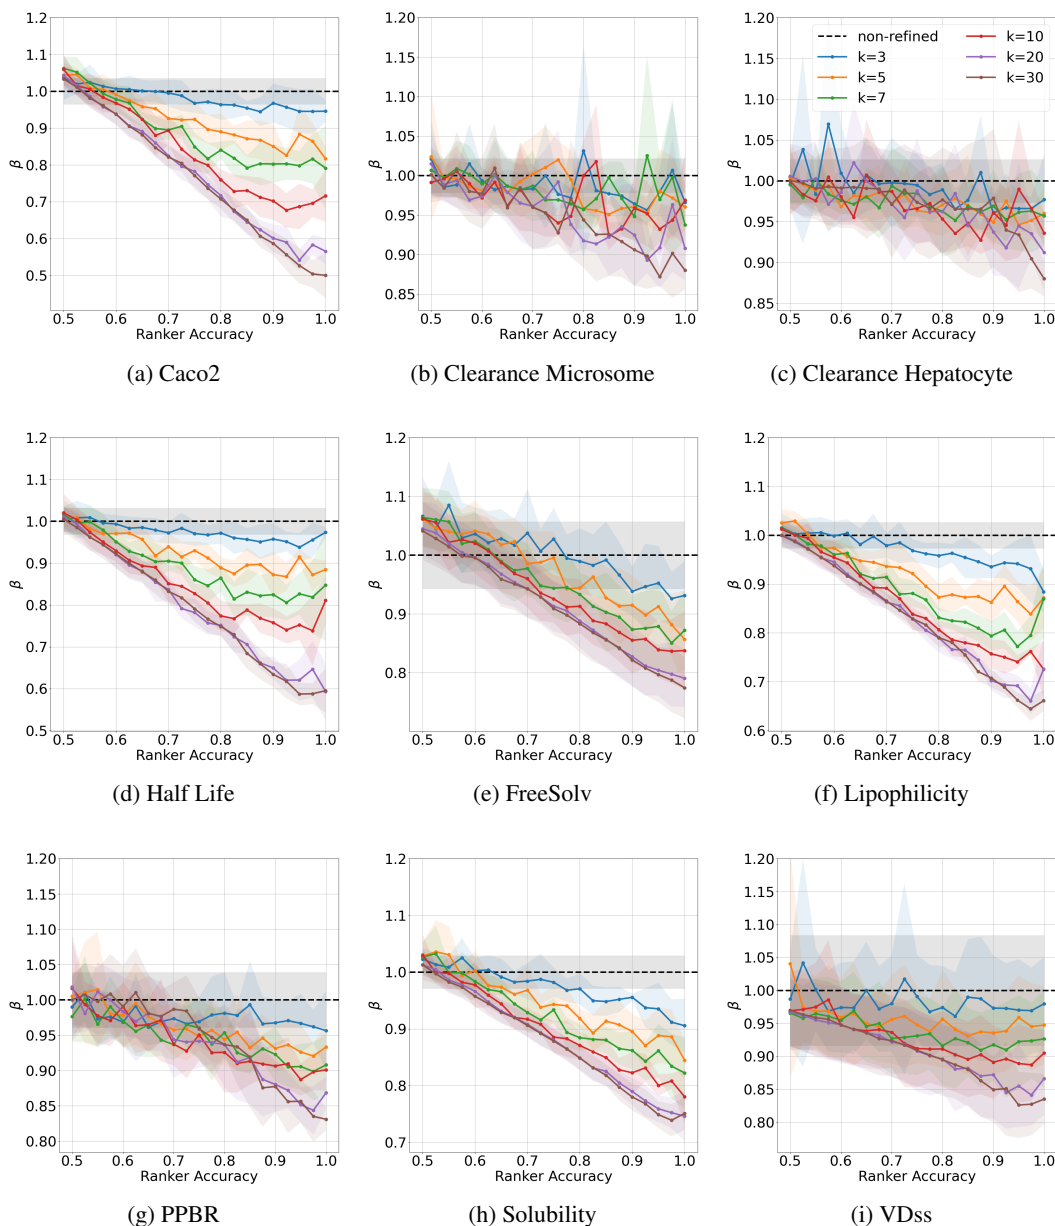 1.2
1.1
1.0
0.9
0.8
0.7
0.6
0.5
β
0.5 0.6 0.7 0.8 0.9 1.0
Ranker Accuracy
(a) Caco2
1.20
1.15
1.10
1.05
1.00
0.95
0.90
0.85
β
0.5 0.6 0.7 0.8 0.9 1.0
Ranker Accuracy
(b) Clearance Microsome
1.20
1.15
1.10
1.05
1.00
0.95
0.90
0.85
β
non-refined
k=3
k=5
k=7
k=10
k=20
k=30
0.5 0.6 0.7 0.8 0.9 1.0
Ranker Accuracy
(c) Clearance Hepatocyte
1.2
1.1
1.0
0.9
0.8
0.7
0.6
0.5
β
0.5 0.6 0.7 0.8 0.9 1.0
Ranker Accuracy
(d) Half Life
1.2
1.1
1.0
0.9
0.8
β
0.5 0.6 0.7 0.8 0.9 1.0
Ranker Accuracy
(e) FreeSolv
1.2
1.1
1.0
0.9
0.8
0.7
0.6
β
0.5 0.6 0.7 0.8 0.9 1.0
Ranker Accuracy
(f) Lipophilicity
1.20
1.15
1.10
1.05
1.00
0.95
0.90
0.85
0.80
β
0.5 0.6 0.7 0.8 0.9 1.0
Ranker Accuracy
(g) PPBR
1.2
1.1
1.0
0.9
0.8
0.7
β
0.5 0.6 0.7 0.8 0.9 1.0
Ranker Accuracy
(h) Solubility
1.20
1.15
1.10
1.05
1.00
0.95
0.90
0.85
0.80
β
0.5 0.6 0.7 0.8 0.9 1.0
Ranker Accuracy
(i) VDss